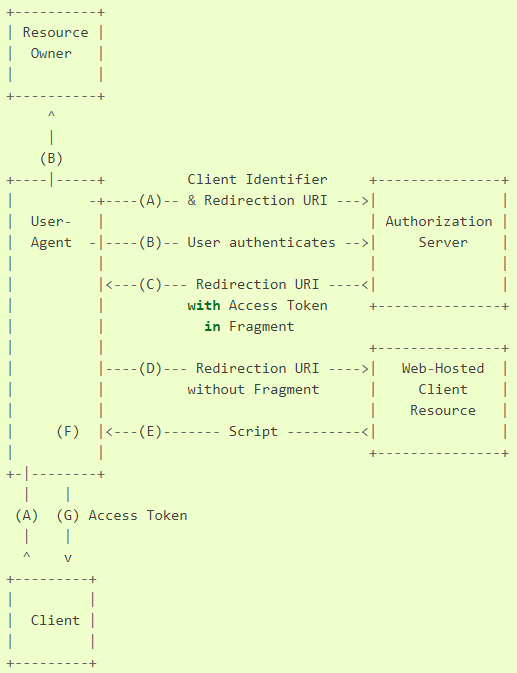 +----------+
| Resource |
|  Owner   |
|          |
+----------+
     ^
     |
    (B)
+----|-----+          Client Identifier     +---------------+
|         -+----(A)-- & Redirection URI --->|               |
|  User-   |                                | Authorization |
|  Agent  -|----(B)-- User authenticates -->|     Server    |
|          |                                |               |
|          |<---(C)--- Redirection URI ----<|               |
|          |          with Access Token     +---------------+
|          |            in Fragment
|          |                                +---------------+
|          |----(D)--- Redirection URI ---->|   Web-Hosted  |
|          |          without Fragment      |     Client    |
|          |                                |    Resource   |
|     (F)  |<---(E)------- Script ---------<|               |
|          |                                +---------------+
+-|--------+
  |    |
 (A)  (G) Access Token
  |    |
  ^    v
+---------+
|         |
|  Client |
|         |
+---------+